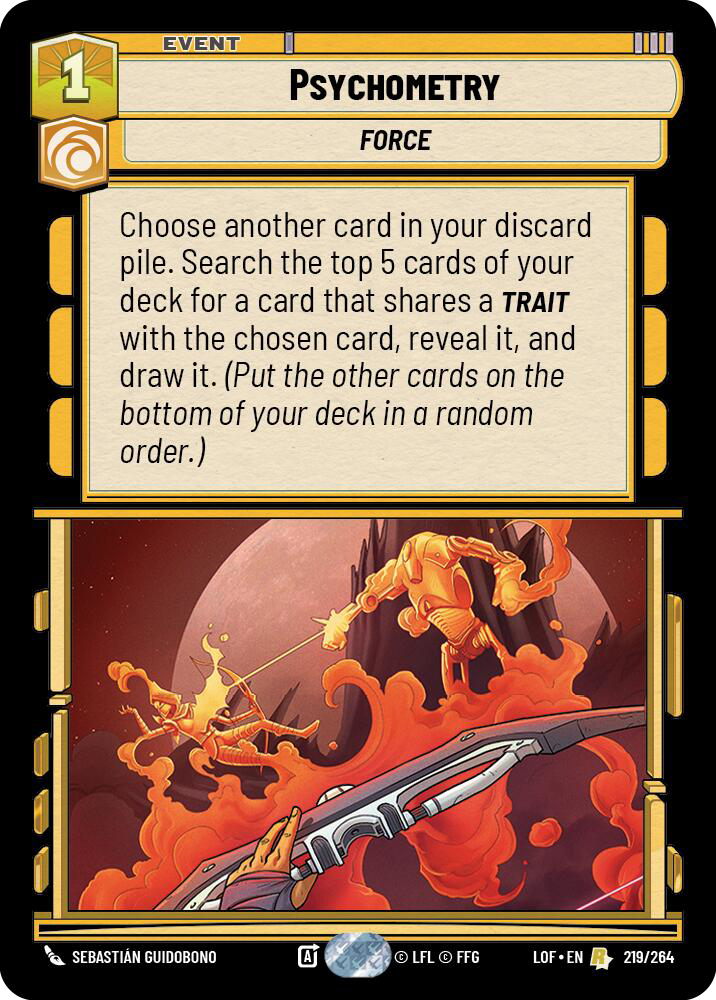 EVENT
1
PSYCHOMETRY
FORCE
Choose another card in your discard
pile. Search the top 5 cards of your
deck for a card that shares a TRAIT
with the chosen card, reveal it, and
draw it. (Put the other cards on the
bottom of your deck in a random
order.)
SEBASTIÁN GUIDOBONO A © LFL © FFG LOF • EN R 219/264